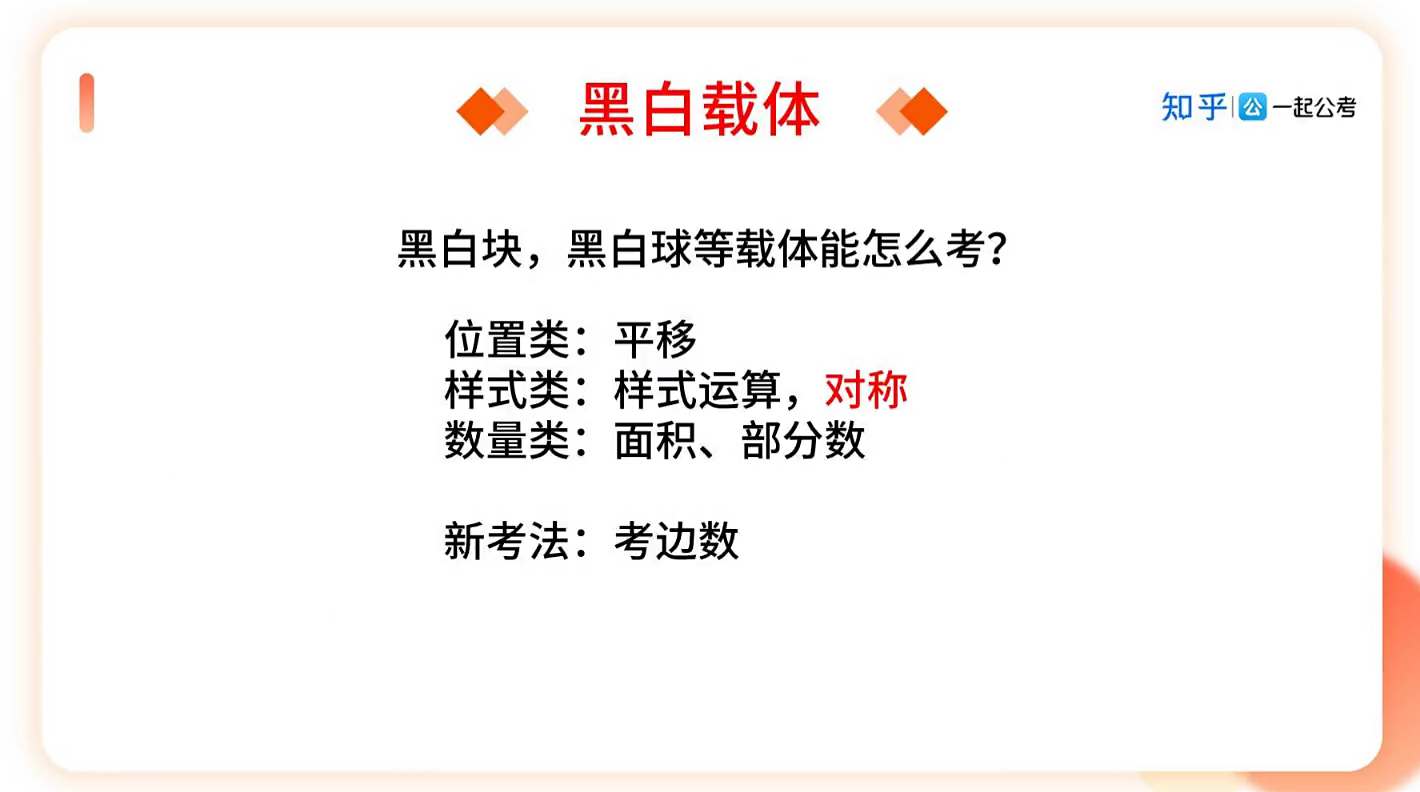 黑白载体
知乎 公 一起公考
黑白块，黑白球等载体能怎么考？
位置类：平移
样式类：样式运算，对称
数量类：面积、部分数
新考法：考边数